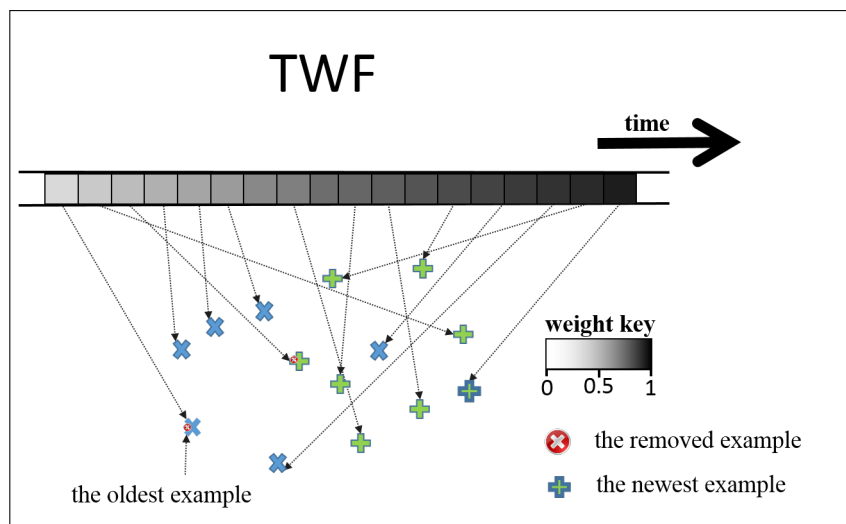 TWF
time
weight key
0 0.5 1
the removed example
the newest example
the oldest example